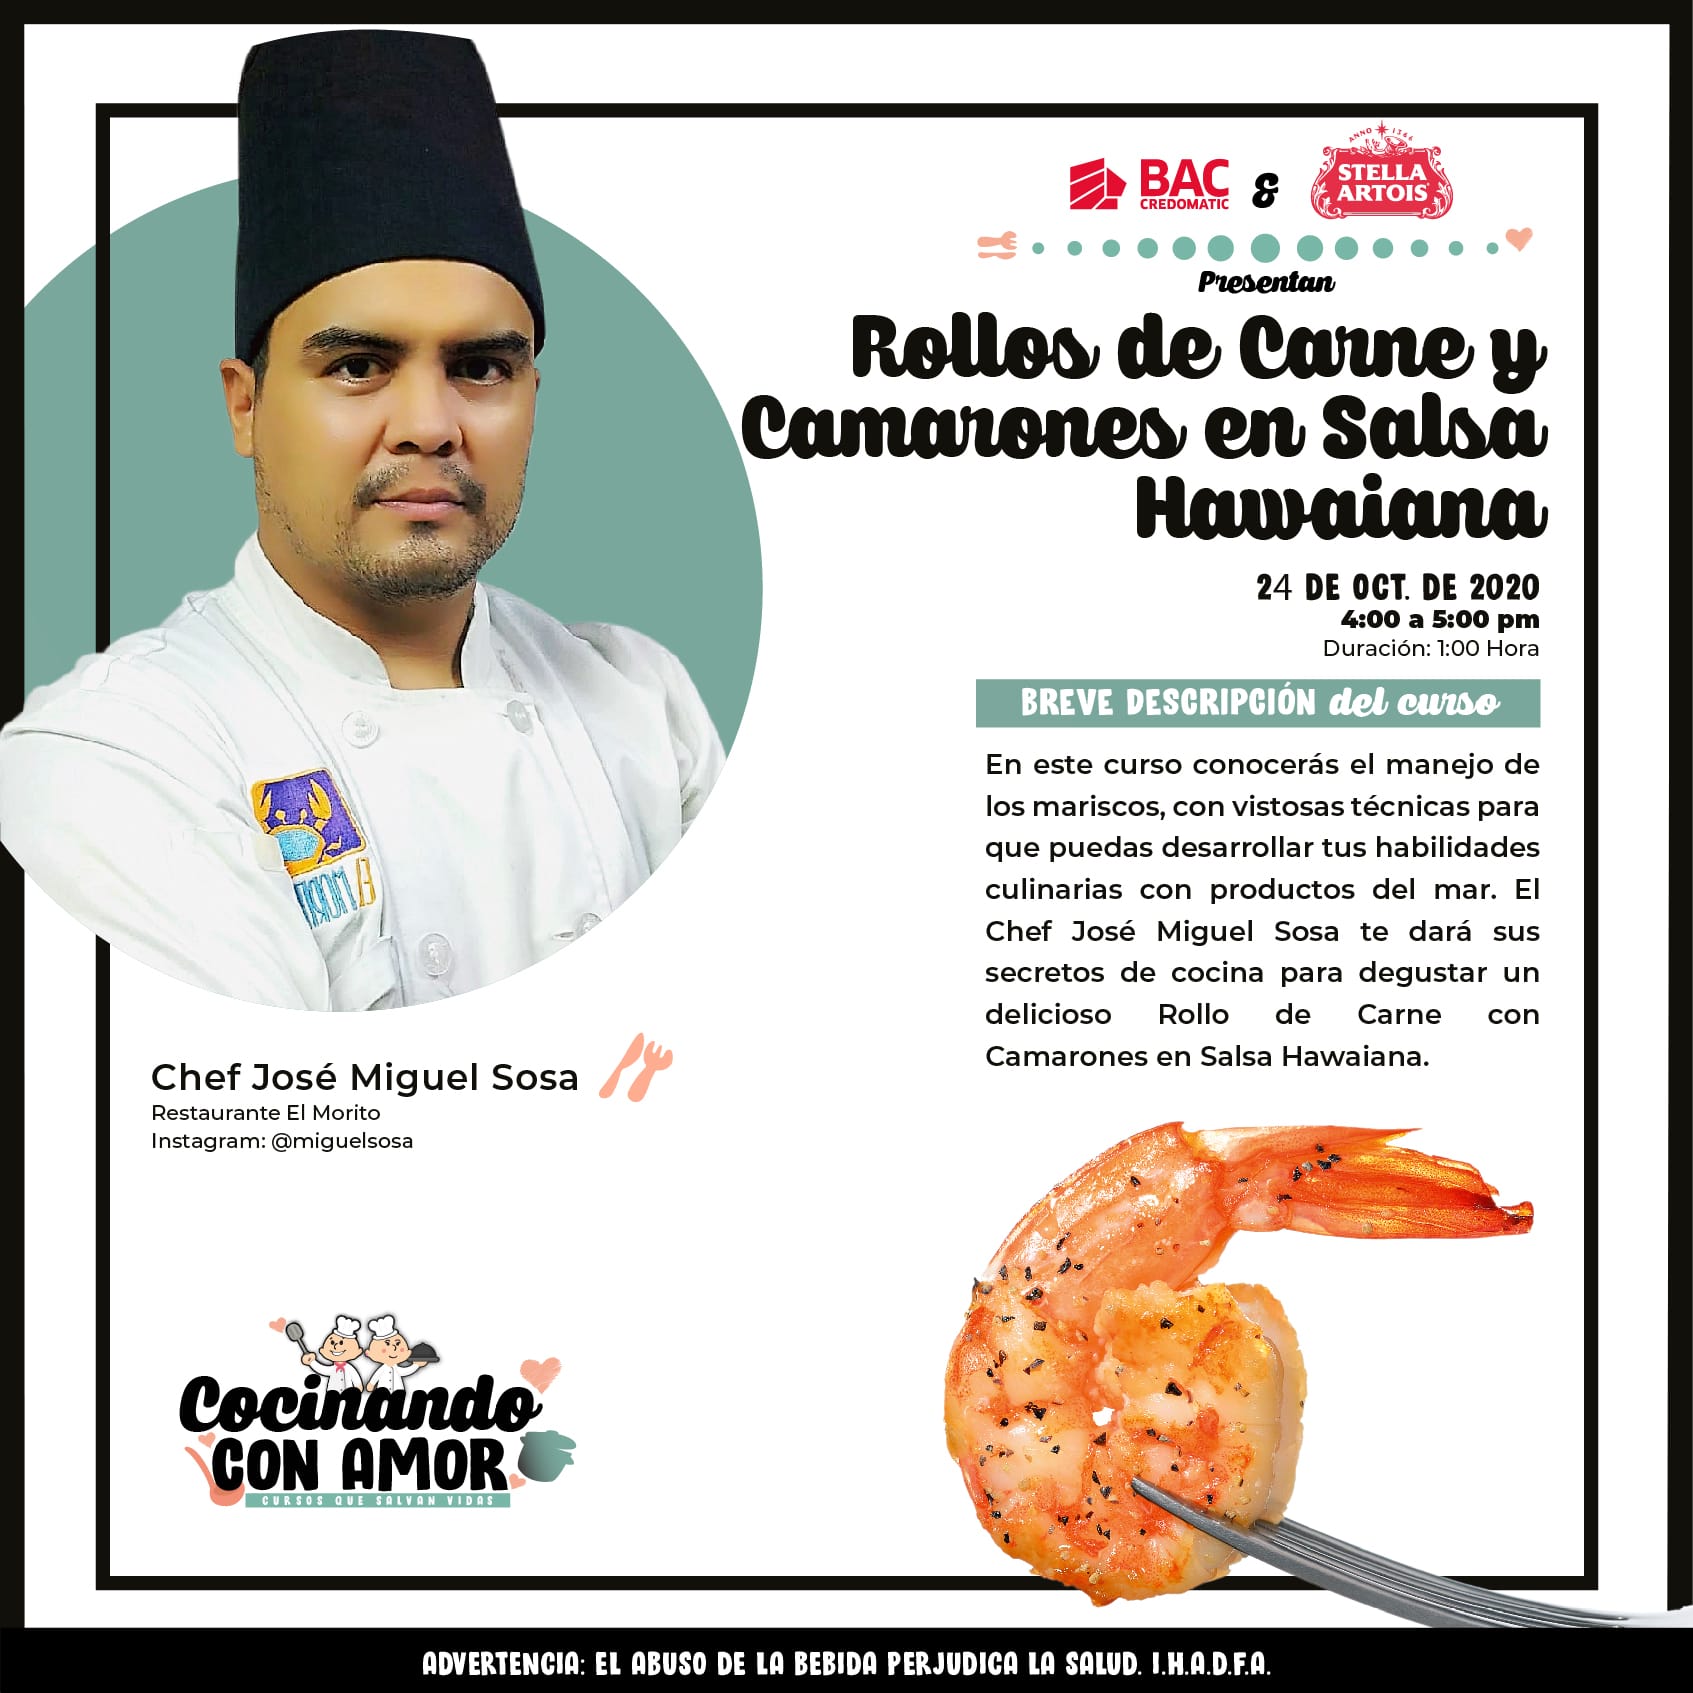 ANNO 1366
BAC
CREDOMATIC
&
STELLA
ARTOIS
Presentan
Rollos de Carne y
Camarones en Salsa
Hawaiana
24 DE OCT. DE 2020
4:00 a 5:00 pm
Duración: 1:00 Hora
BREVE DESCRIPCIÓN del curso
En este curso conocerás el manejo de
los mariscos, con vistosas técnicas para
que puedas desarrollar tus habilidades
culinarias con productos del mar. El
Chef José Miguel Sosa te dará sus
secretos de cocina para degustar un
delicioso Rollo de Carne con
Camarones en Salsa Hawaiana.
Chef José Miguel Sosa
Restaurante El Morito
Instagram: @miguelsosa
Cocinando
CON AMOR
CURSOS QUE SALVAN VIDAS
ADVERTENCIA: EL ABUSO DE LA BEBIDA PERJUDICA LA SALUD. I.H.A.D.F.A.